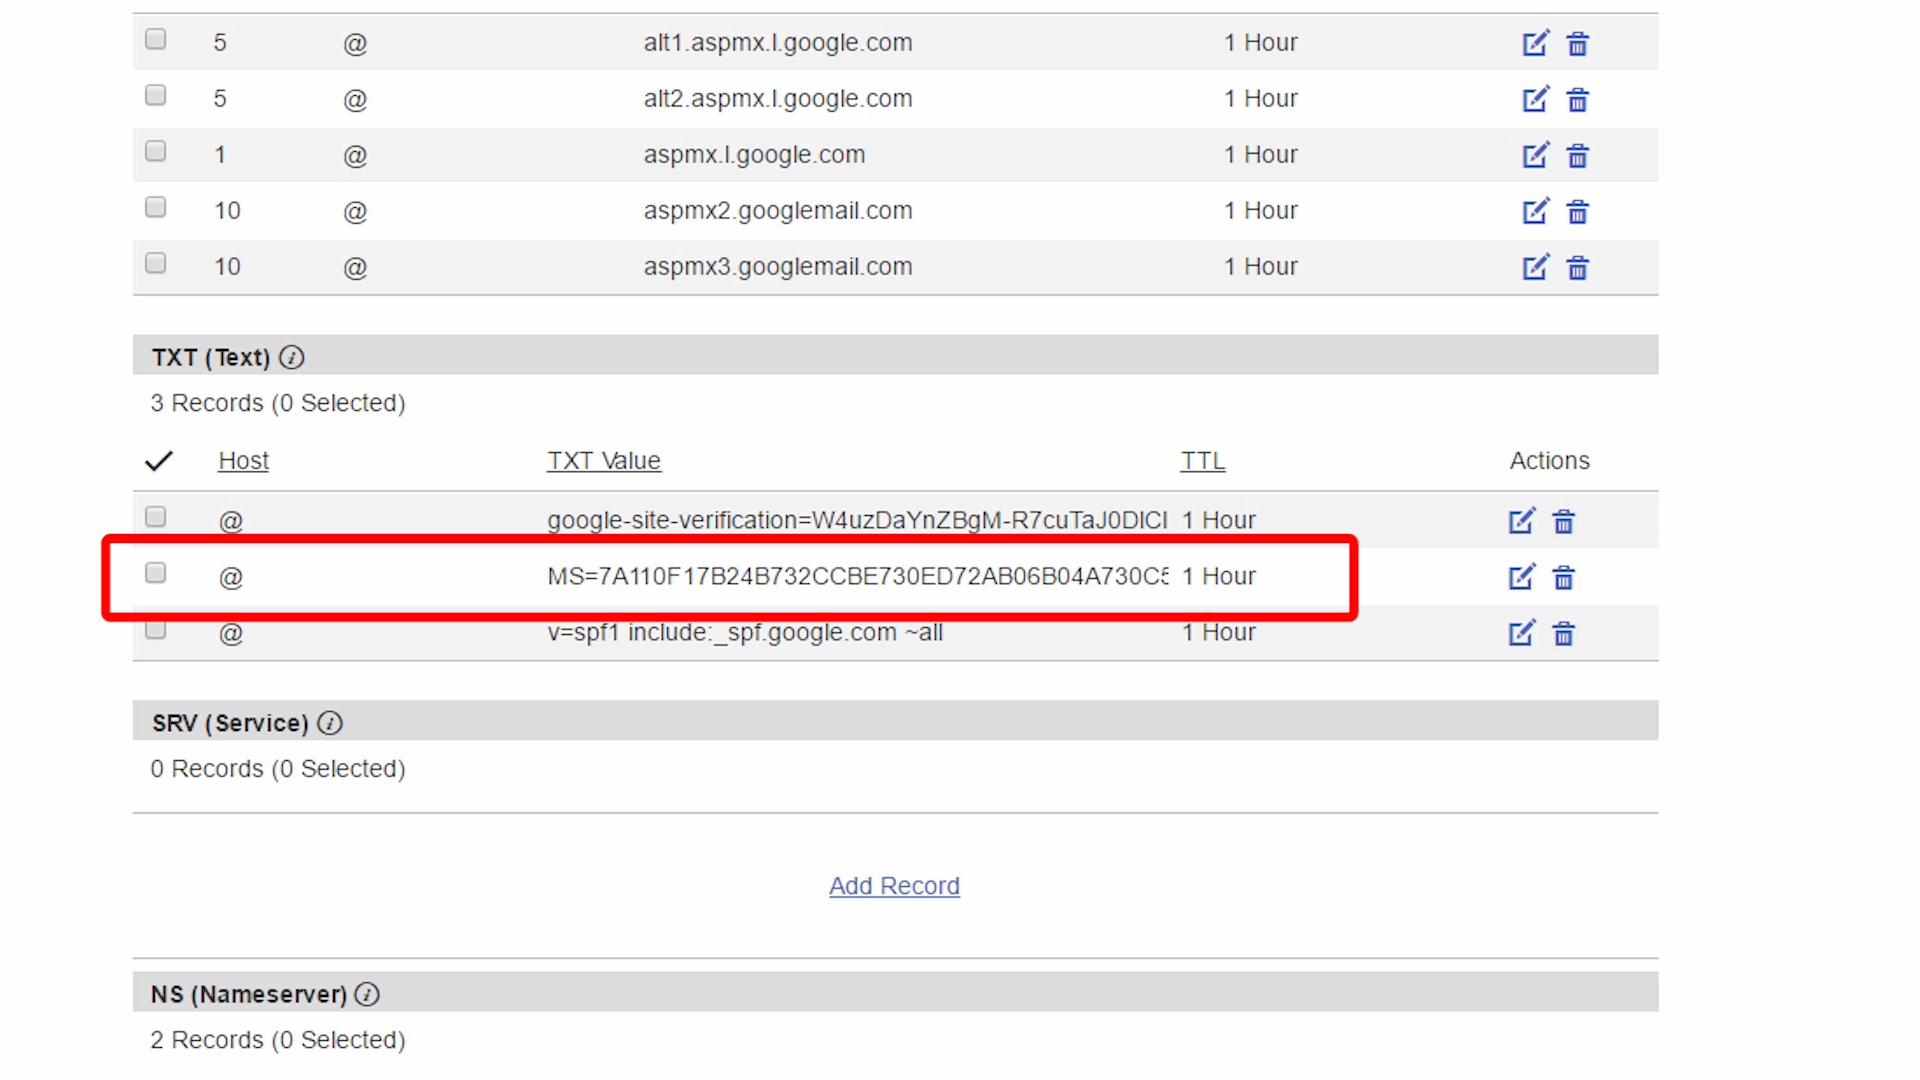 5 @ alt1.aspmx.l.google.com 1 Hour
5 @ alt2.aspmx.l.google.com 1 Hour
1 @ aspmx.l.google.com 1 Hour
10 @ aspmx2.googlemail.com 1 Hour
10 @ aspmx3.googlemail.com 1 Hour
TXT (Text)
3 Records (0 Selected)
Host TXT Value TTL Actions
@ google-site-verification=W4uzDaYnZBgM-R7cuTaJ0DICI 1 Hour
@ MS=7A110F17B24B732CCBE730ED72AB06B04A730C5 1 Hour
@ v=spf1 include:_spf.google.com ~all 1 Hour
SRV (Service)
0 Records (0 Selected)
Add Record
NS (Nameserver)
2 Records (0 Selected)